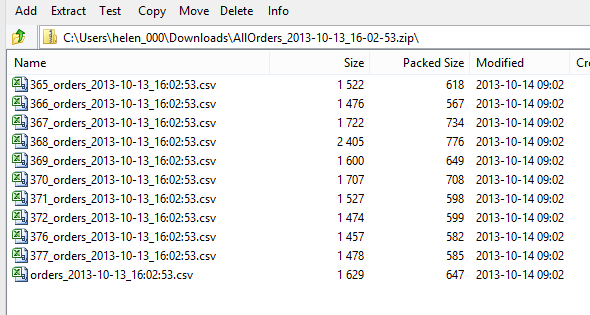 Add Extract Test Copy Move Delete Info
C:\Users\helen_000\Downloads\AllOrders_2013-10-13_16-02-53.zip\
Name Size Packed Size Modified Cr
365_orders_2013-10-13_16:02:53.csv 1 522 618 2013-10-14 09:02
366_orders_2013-10-13_16:02:53.csv 1 476 567 2013-10-14 09:02
367_orders_2013-10-13_16:02:53.csv 1 722 734 2013-10-14 09:02
368_orders_2013-10-13_16:02:53.csv 2 405 776 2013-10-14 09:02
369_orders_2013-10-13_16:02:53.csv 1 600 649 2013-10-14 09:02
370_orders_2013-10-13_16:02:53.csv 1 707 708 2013-10-14 09:02
371_orders_2013-10-13_16:02:53.csv 1 527 598 2013-10-14 09:02
372_orders_2013-10-13_16:02:53.csv 1 474 599 2013-10-14 09:02
376_orders_2013-10-13_16:02:53.csv 1 457 582 2013-10-14 09:02
377_orders_2013-10-13_16:02:53.csv 1 478 585 2013-10-14 09:02
orders_2013-10-13_16:02:53.csv 1 629 647 2013-10-14 09:02